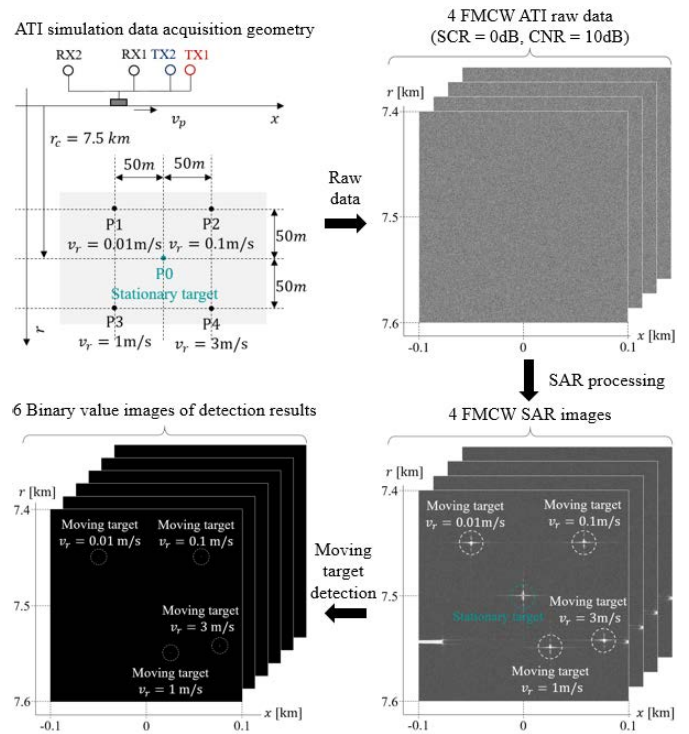 ATI simulation data acquisition geometry
RX2
RX1
TX2
TX1
v_p
x
r_c = 7.5 km
50m
50m
P1
P2
v_r = 0.01m/s
v_r = 0.1m/s
50m
P0
Stationary target
50m
P3
P4
v_r = 1m/s
v_r = 3m/s
r
Raw
data
4 FMCW ATI raw data
(SCR = 0dB, CNR = 10dB)
r [km]
7.4
7.5
7.6
-0.1
0
0.1
x [km]
SAR processing
4 FMCW SAR images
r [km]
7.4
Moving target
v_r = 0.01m/s
Moving target
v_r = 0.1m/s
7.5
Stationary target
Moving target
v_r = 3m/s
Moving target
v_r = 1m/s
7.6
-0.1
0
0.1
x [km]
Moving
target
detection
6 Binary value images of detection results
r [km]
7.4
Moving target
v_r = 0.01 m/s
Moving target
v_r = 0.1 m/s
7.5
Moving target
v_r = 3 m/s
Moving target
v_r = 1 m/s
7.6
-0.1
0
0.1
x [km]